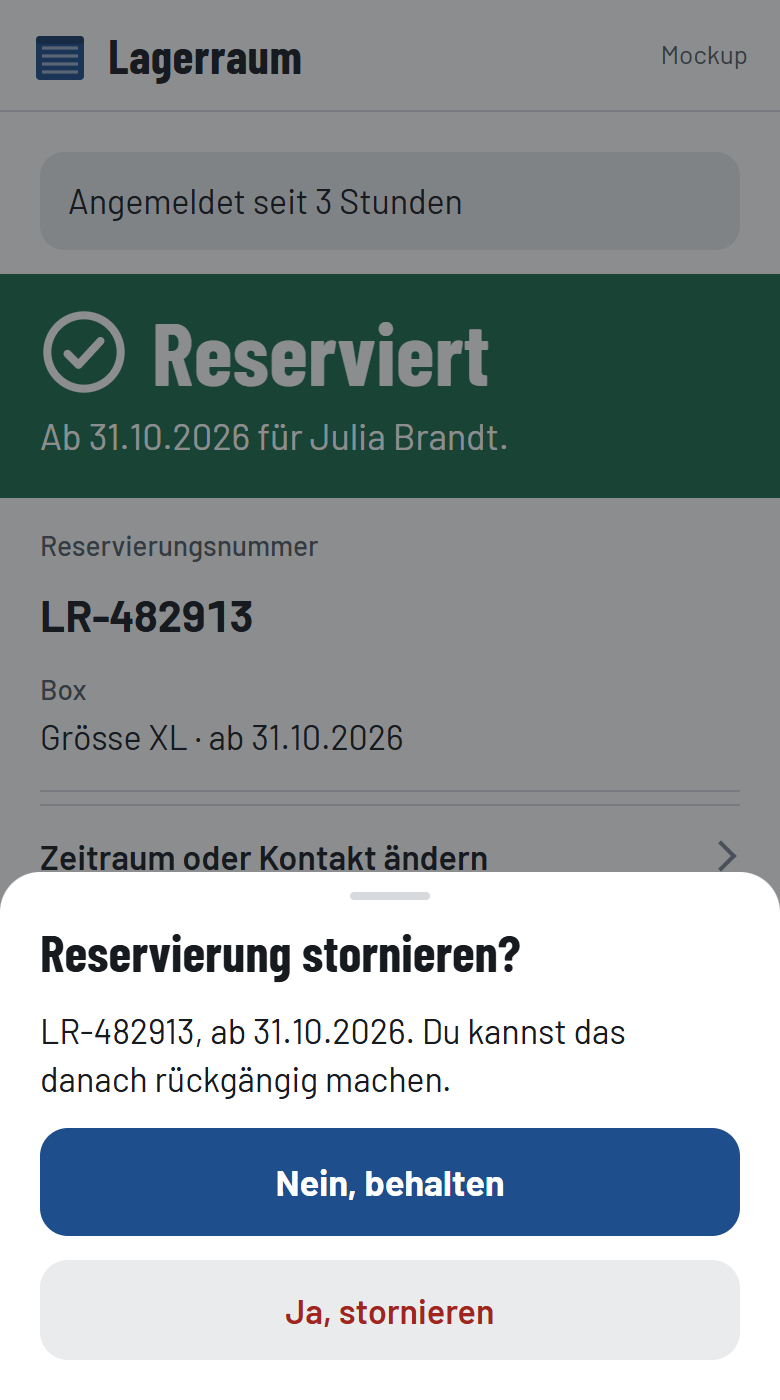 Lagerraum
Mockup
Angemeldet seit 3 Stunden
Reserviert
Ab 31.10.2026 für Julia Brandt.
Reservierungsnummer
LR-482913
Box
Grösse XL · ab 31.10.2026
Zeitraum oder Kontakt ändern
Reservierung stornieren?
LR-482913, ab 31.10.2026. Du kannst das
danach rückgängig machen.
Nein, behalten
Ja, stornieren